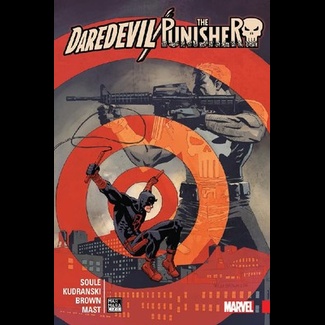 DAREDEVIL/
THE
PUNISHER
SOULE
KUDRANSKI
BROWN
MAST
MARVEL